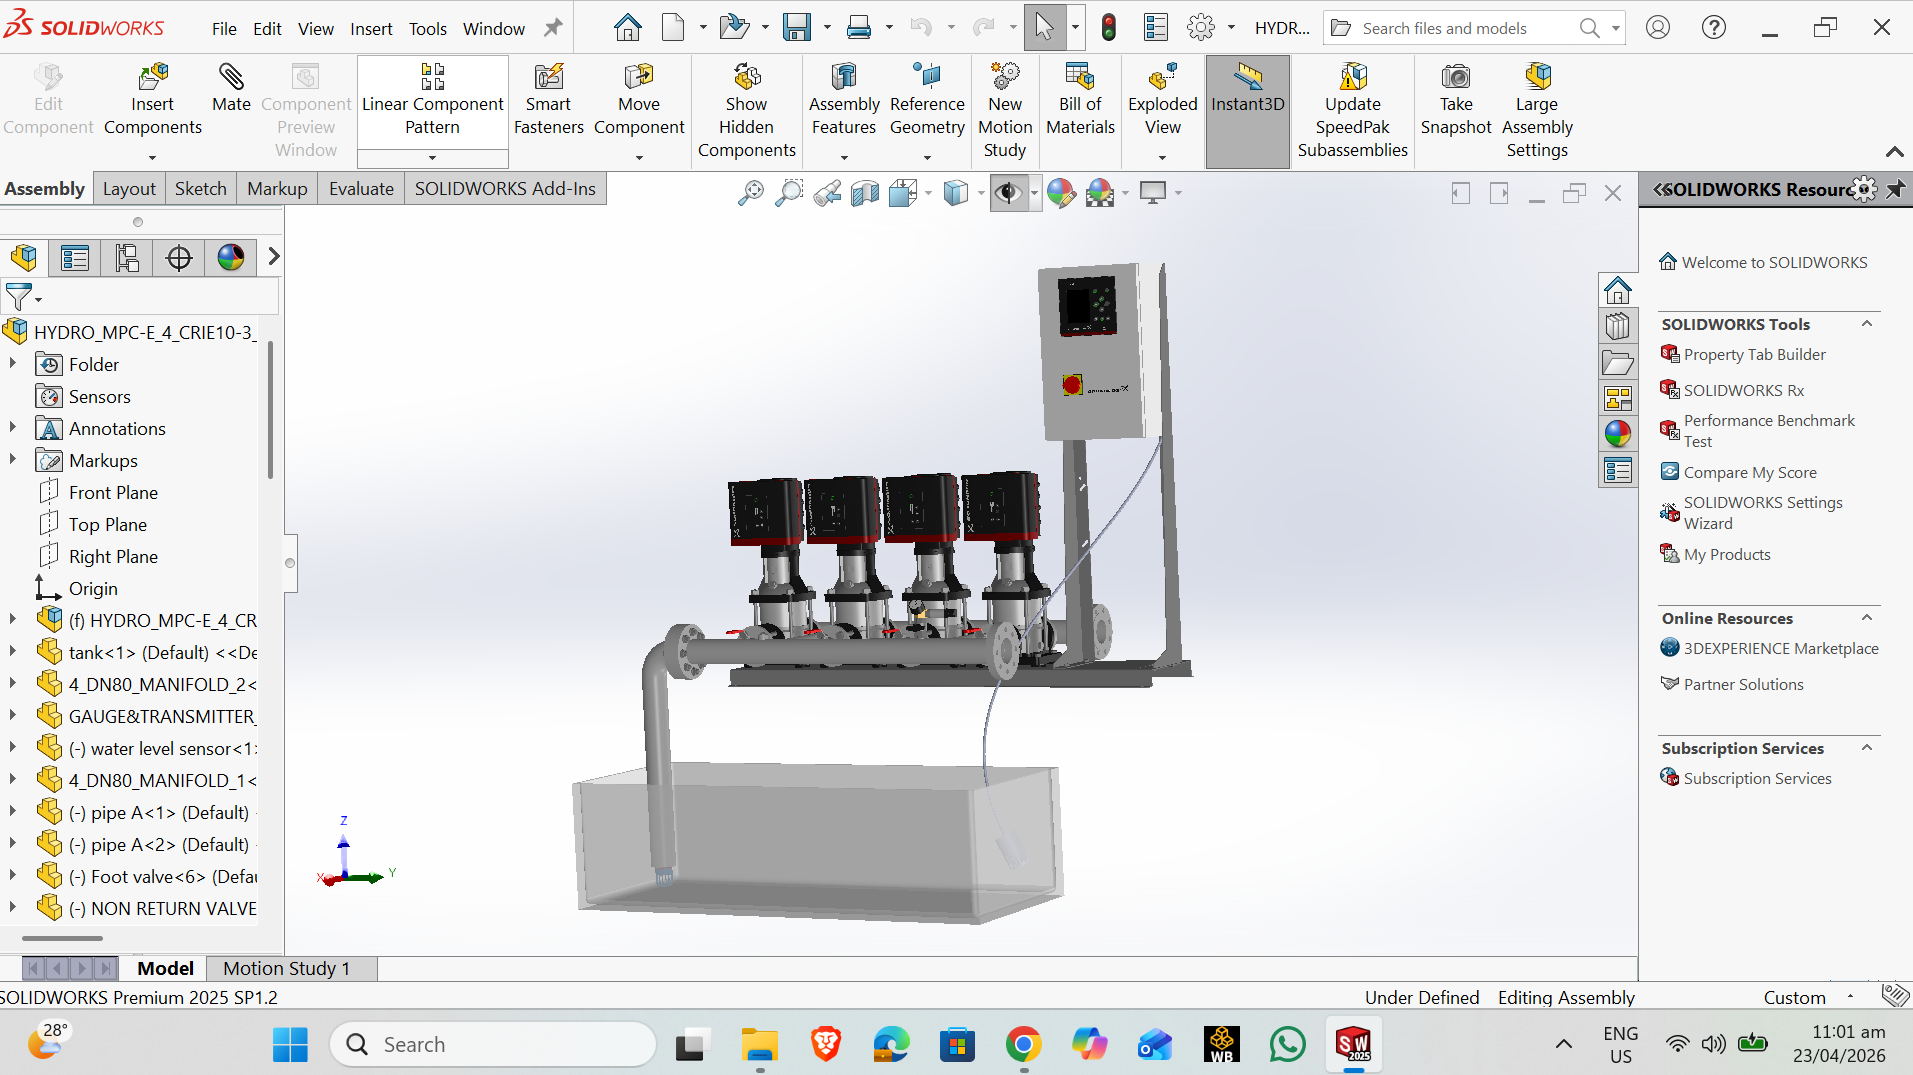 SOLIDWORKS
File Edit View Insert Tools Window
HYDR...
Search files and models
Edit Component
Insert Components
Mate
Component Preview Window
Linear Component Pattern
Smart Fasteners
Move Component
Show Hidden Components
Assembly Features
Reference Geometry
New Motion Study
Bill of Materials
Exploded View
Instant3D
Update SpeedPak Subassemblies
Take Snapshot
Large Assembly Settings
Assembly Layout Sketch Markup Evaluate SOLIDWORKS Add-Ins
HYDRO_MPC-E_4_CRIE10-3_
Folder
Sensors
Annotations
Markups
Front Plane
Top Plane
Right Plane
Origin
(f) HYDRO_MPC-E_4_CR
tank<1> (Default) <<De
4_DN80_MANIFOLD_2<
GAUGE&TRANSMITTER_
(-) water level sensor<1>
4_DN80_MANIFOLD_1<
(-) pipe A<1> (Default)
(-) pipe A<2> (Default)
(-) Foot valve<6> (Defau
(-) NON RETURN VALVE
Z
X
Y
SOLIDWORKS Resourc
Welcome to SOLIDWORKS
SOLIDWORKS Tools
Property Tab Builder
SOLIDWORKS Rx
Performance Benchmark
Test
Compare My Score
SOLIDWORKS Settings
Wizard
My Products
Online Resources
3DEXPERIENCE Marketplace
Partner Solutions
Subscription Services
Subscription Services
Model Motion Study 1
SOLIDWORKS Premium 2025 SP1.2
Under Defined Editing Assembly Custom
28°
Search
WB
SW
2025
ENG
US
11:01 am
23/04/2026